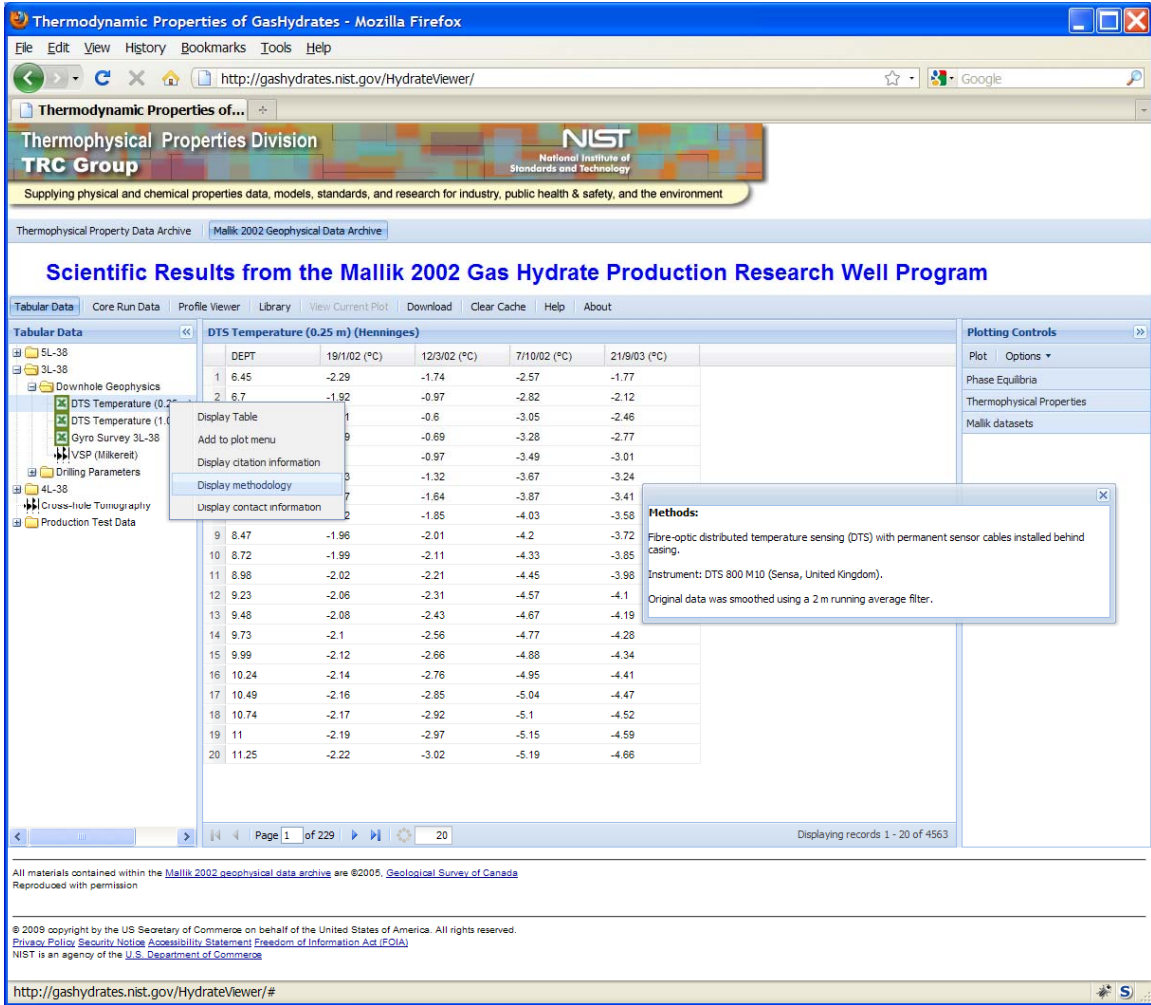 Thermodynamic Properties of GasHydrates - Mozilla Firefox
File Edit View History Bookmarks Tools Help
http://gashydrates.nist.gov/HydrateViewer/
Google
Thermodynamic Properties of...
Thermophysical Properties Division
TRC Group
NIST
National Institute of
Standards and Technology
Supplying physical and chemical properties data, models, standards, and research for industry, public health & safety, and the environment
Thermophysical Property Data Archive Mallik 2002 Geophysical Data Archive
Scientific Results from the Mallik 2002 Gas Hydrate Production Research Well Program
Tabular Data Core Run Data Profile Viewer Library View Current Plot Download Clear Cache Help About
Tabular Data
5L-38
3L-38
Downhole Geophysics
DTS Temperature (0.25
DTS Temperature (1.0
Gyro Survey 3L-38
VSP (Milkereit)
Drilling Parameters
4L-38
Cross-hole Tomography
Production Test Data
Display Table
Add to plot menu
Display citation information
Display methodology
Display contact information
DTS Temperature (0.25 m) (Henninges)
DEPT 19/1/02 (ºC) 12/3/02 (ºC) 7/10/02 (ºC) 21/9/03 (ºC)
1 6.45 -2.29 -1.74 -2.57 -1.77
2 6.7 -1.92 -0.97 -2.82 -2.12
1 -0.6 -3.05 -2.46
9 -0.69 -3.28 -2.77
-0.97 -3.49 -3.01
3 -1.32 -3.67 -3.24
7 -1.64 -3.87 -3.41
2 -1.85 -4.03 -3.58
9 8.47 -1.96 -2.01 -4.2 -3.72
10 8.72 -1.99 -2.11 -4.33 -3.85
11 8.98 -2.02 -2.21 -4.45 -3.98
12 9.23 -2.06 -2.31 -4.57 -4.1
13 9.48 -2.08 -2.43 -4.67 -4.19
14 9.73 -2.1 -2.56 -4.77 -4.28
15 9.99 -2.12 -2.66 -4.88 -4.34
16 10.24 -2.14 -2.76 -4.95 -4.41
17 10.49 -2.16 -2.85 -5.04 -4.47
18 10.74 -2.17 -2.92 -5.1 -4.52
19 11 -2.19 -2.97 -5.15 -4.59
20 11.25 -2.22 -3.02 -5.19 -4.66
Page 1 of 229 20 Displaying records 1 - 20 of 4563
Plotting Controls
Plot Options
Phase Equilibria
Thermophysical Properties
Mallik datasets
Methods:
Fibre-optic distributed temperature sensing (DTS) with permanent sensor cables installed behind
casing.
Instrument: DTS 800 M10 (Sensa, United Kingdom).
Original data was smoothed using a 2 m running average filter.
All materials contained within the Mallik 2002 geophysical data archive are ©2005, Geological Survey of Canada
Reproduced with permission
© 2009 copyright by the US Secretary of Commerce on behalf of the United States of America. All rights reserved.
Privacy Policy Security Notice Accessibility Statement Freedom of Information Act (FOIA)
NIST is an agency of the U.S. Department of Commerce
http://gashydrates.nist.gov/HydrateViewer/#